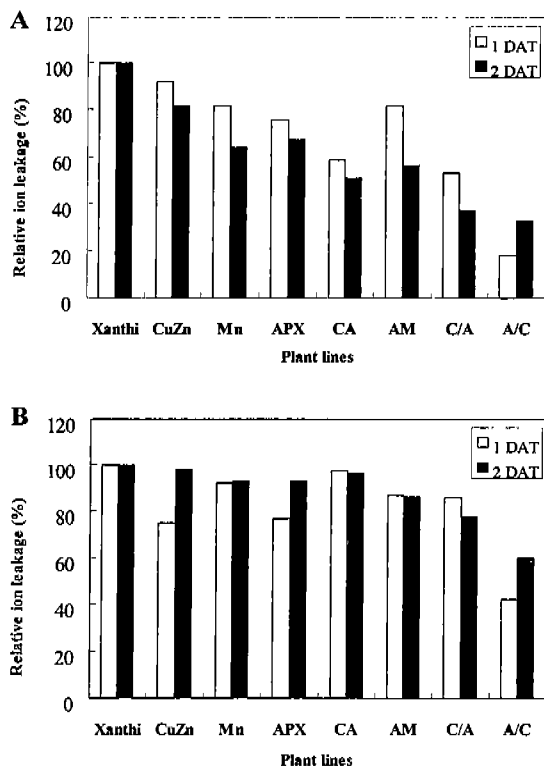 A
120
100
80
60
40
20
0
Relative ion leakage (%)
1 DAT
2 DAT
Xanthi CuZn Mn APX CA AM C/A A/C
Plant lines
B
120
100
80
60
40
20
0
Relative ion leakage (%)
1 DAT
2 DAT
Xanthi CuZn Mn APX CA AM C/A A/C
Plant lines